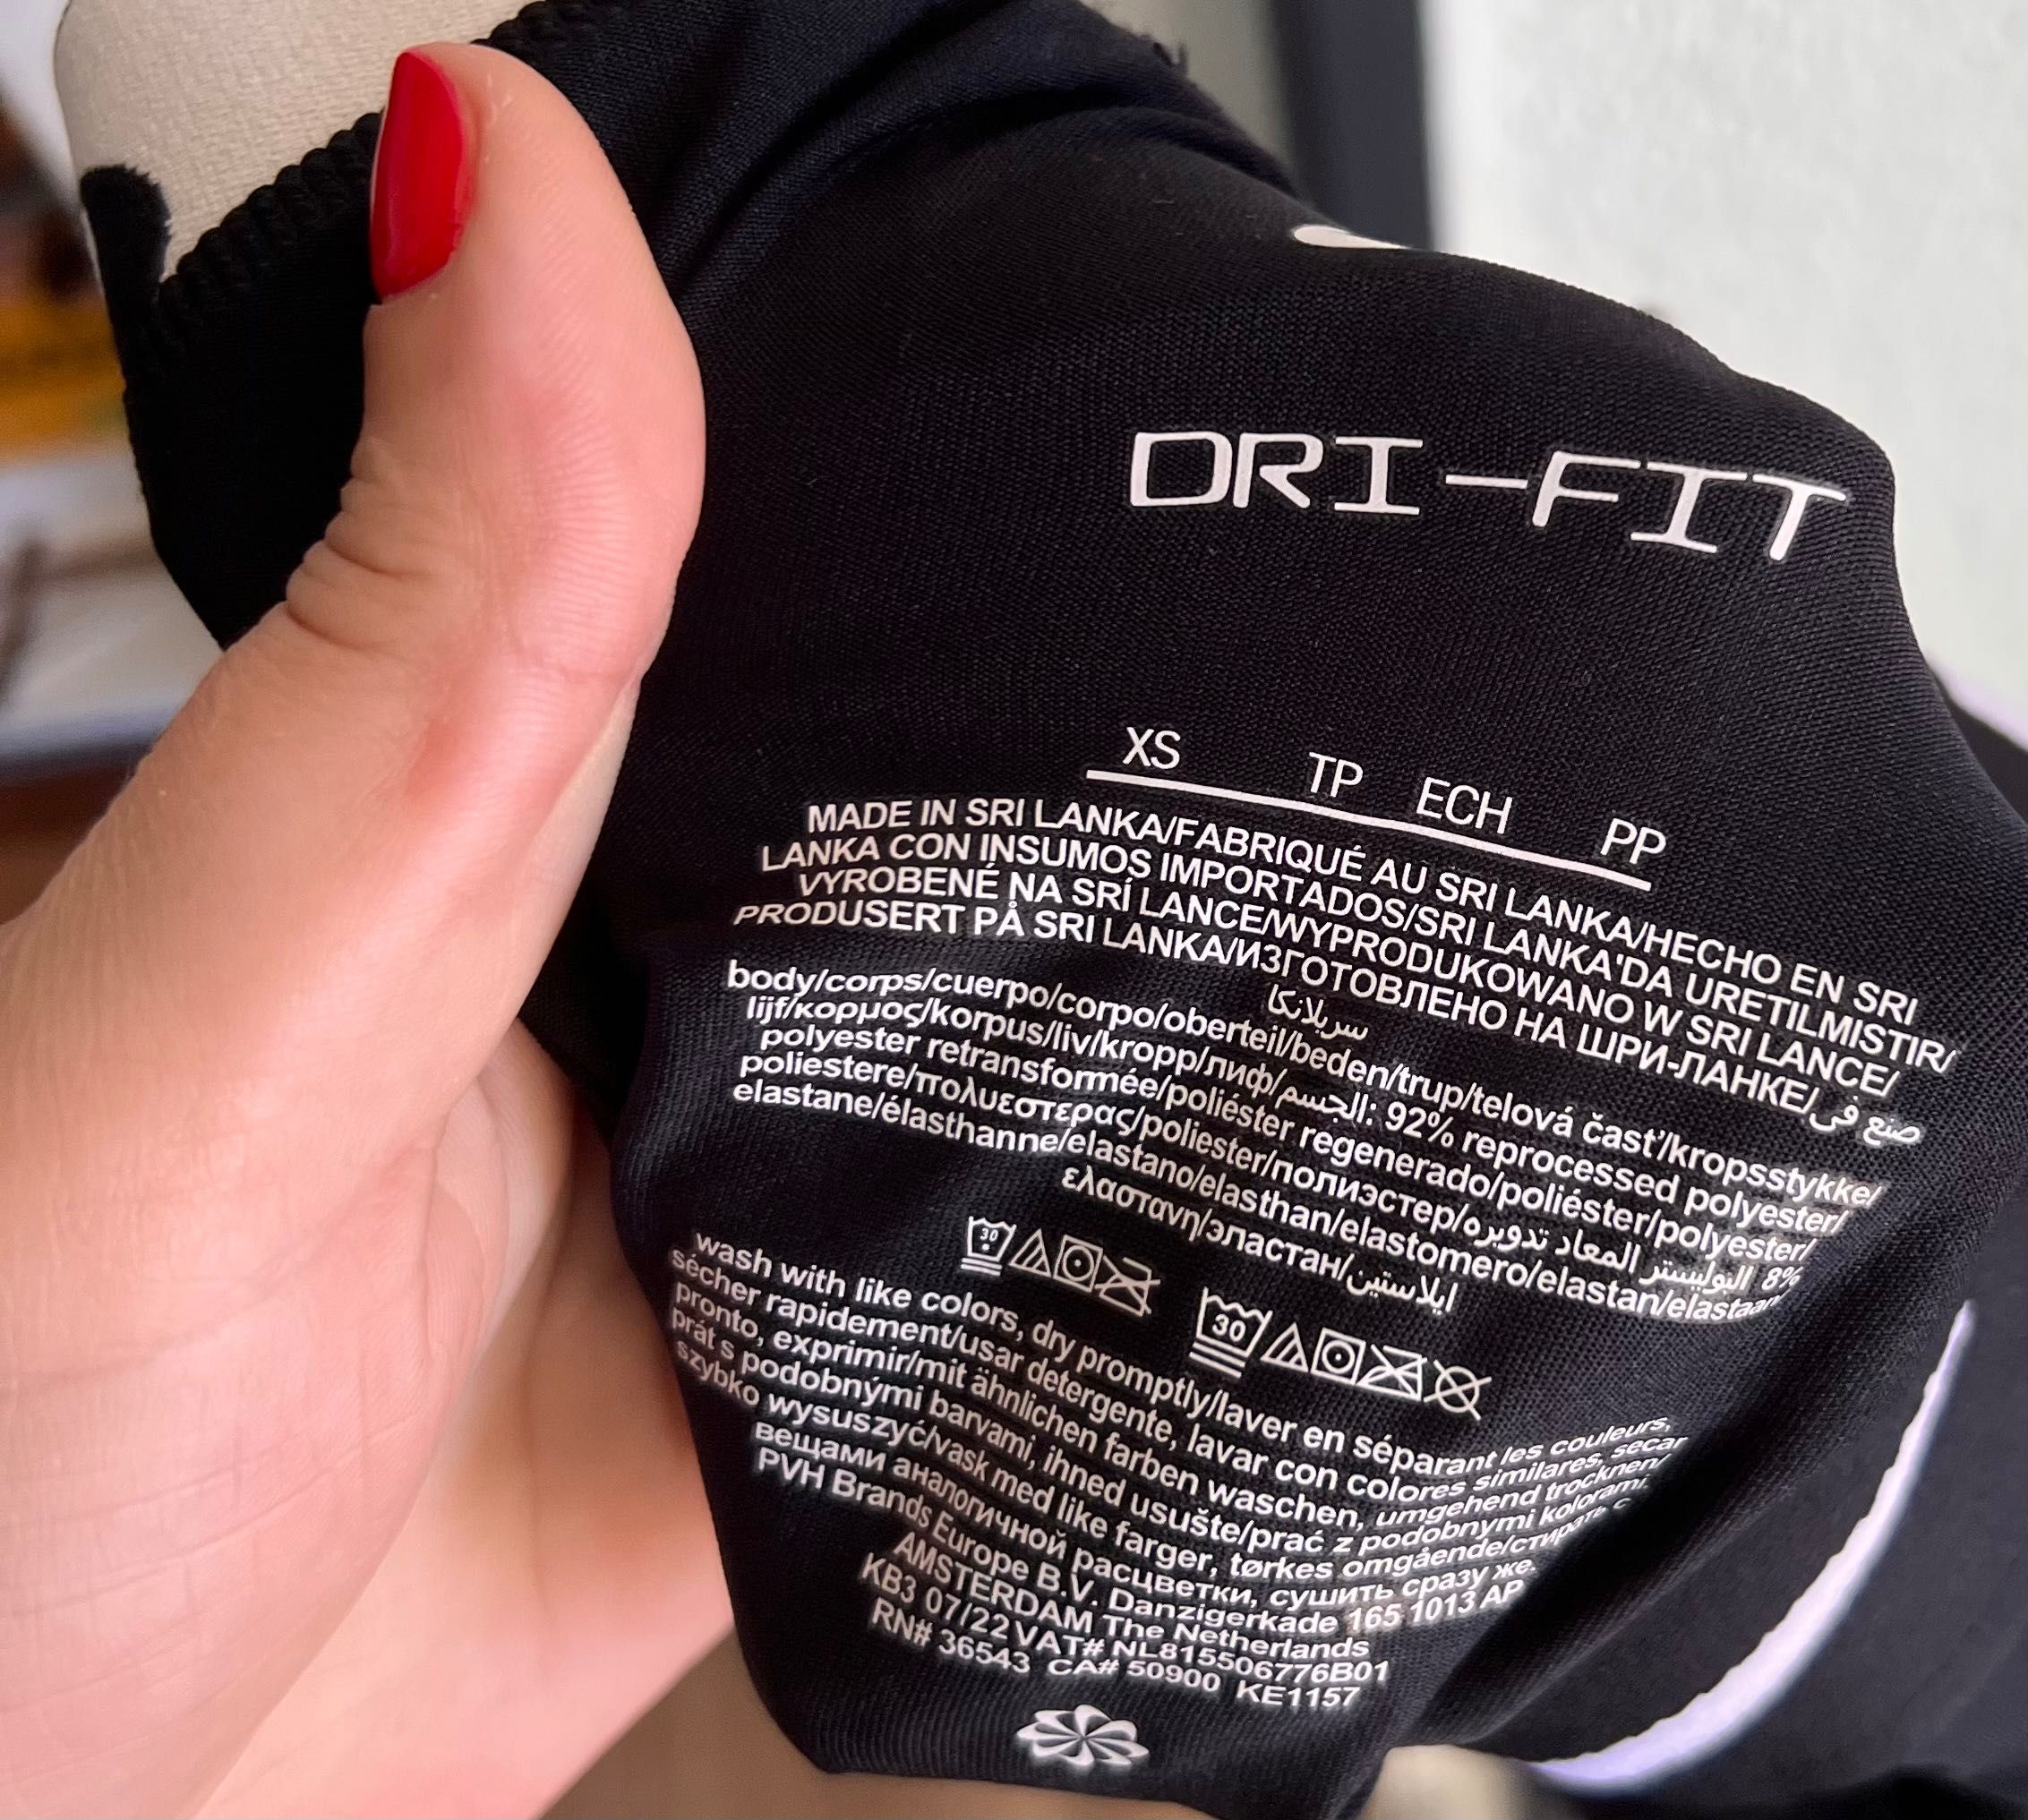 DRI-FIT
XS TP ECH PP
MADE IN SRI LANKA/FABRIQUÉ AU SRI LANKA/HECHO EN SRI
LANKA CON INSUMOS IMPORTADOS/SRI LANKA'DA URETILMISTIR/
VYROBENÉ NA SRÍ LANCE/WYPRODUKOWANO W SRI LANCE/
PRODUSERT PÅ SRI LANKA/ИЗГОТОВЛЕНО НА ШРИ-ЛАНКЕ/صنع في
سريلانكا
body/corps/cuerpo/corpo/oberteil/beden/trup/telová časť/kropsstykke/
lijf/κορμος/korpus/liv/kropp/лиф/الجسم: 92% reprocessed polyester/
polyester retransformée/poliéster regenerado/poliéster/polyester/
poliestere/πολυεστερας/poliester/полиэстер/البوليستر المعاد تدويره 8%
elastane/élasthanne/elastano/elasthan/elastomero/elastan/elastaan/
ελαστανη/эластан/ايلاستين
30
30
wash with like colors, dry promptly/laver en séparant les couleurs,
sécher rapidement/usar detergente, lavar con colores similares, secar
pronto, exprimir/mit ähnlichen farben waschen, umgehend trocknen/
prát s podobnými barvami, ihned usušte/prać z podobnymi kolorami,
szybko wysuszyć/vask med like farger, tørkes omgående/стирать с
вещами аналогичной расцветки, сушить сразу же.
PVH Brands Europe B.V. Danzigerkade 165 1013 AP
AMSTERDAM The Netherlands
KB3 07/22 VAT# NL815506776B01
RN# 36543 CA# 50900 KE1157